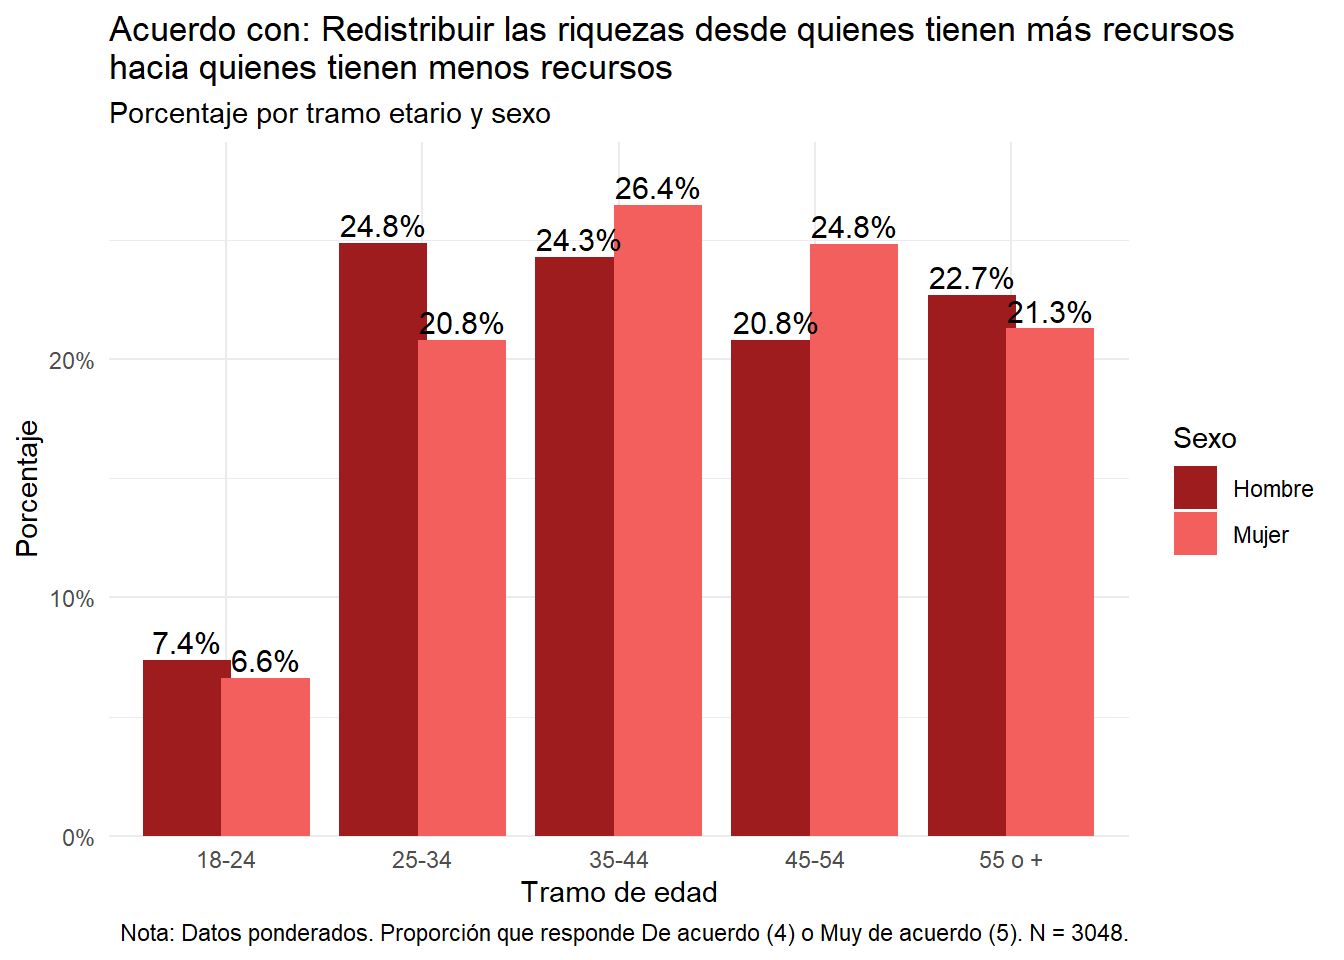 Acuerdo con: Redistribuir las riquezas desde quienes tienen más recursos
hacia quienes tienen menos recursos
Porcentaje por tramo etario y sexo
Porcentaje
20%
10%
0%
7.4%
6.6%
24.8%
20.8%
24.3%
26.4%
20.8%
24.8%
22.7%
21.3%
18-24
25-34
35-44
45-54
55 o +
Tramo de edad
Sexo
Hombre
Mujer
Nota: Datos ponderados. Proporción que responde De acuerdo (4) o Muy de acuerdo (5). N = 3048.